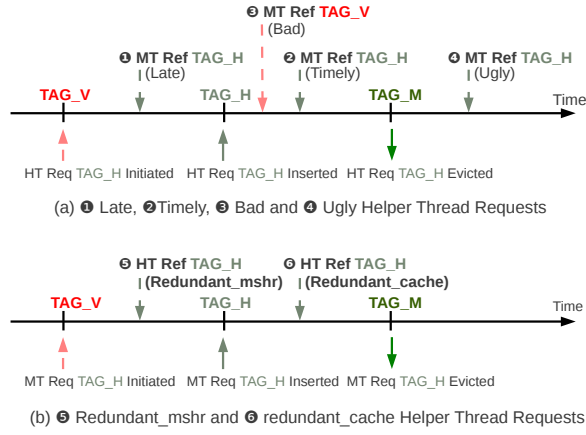 ❸ MT Ref TAG_V
(Bad)
❶ MT Ref TAG_H
(Late)
❷ MT Ref TAG_H
(Timely)
❹ MT Ref TAG_H
(Ugly)
TAG_V
TAG_H
TAG_M
Time
HT Req TAG_H Initiated
HT Req TAG_H Inserted
HT Req TAG_H Evicted
(a) ❶ Late, ❷Timely, ❸ Bad and ❹ Ugly Helper Thread Requests
❺ HT Ref TAG_H
(Redundant_mshr)
❻ HT Ref TAG_H
(Redundant_cache)
TAG_V
TAG_H
TAG_M
Time
MT Req TAG_H Initiated
MT Req TAG_H Inserted
MT Req TAG_H Evicted
(b) ❺ Redundant_mshr and ❻ redundant_cache Helper Thread Requests